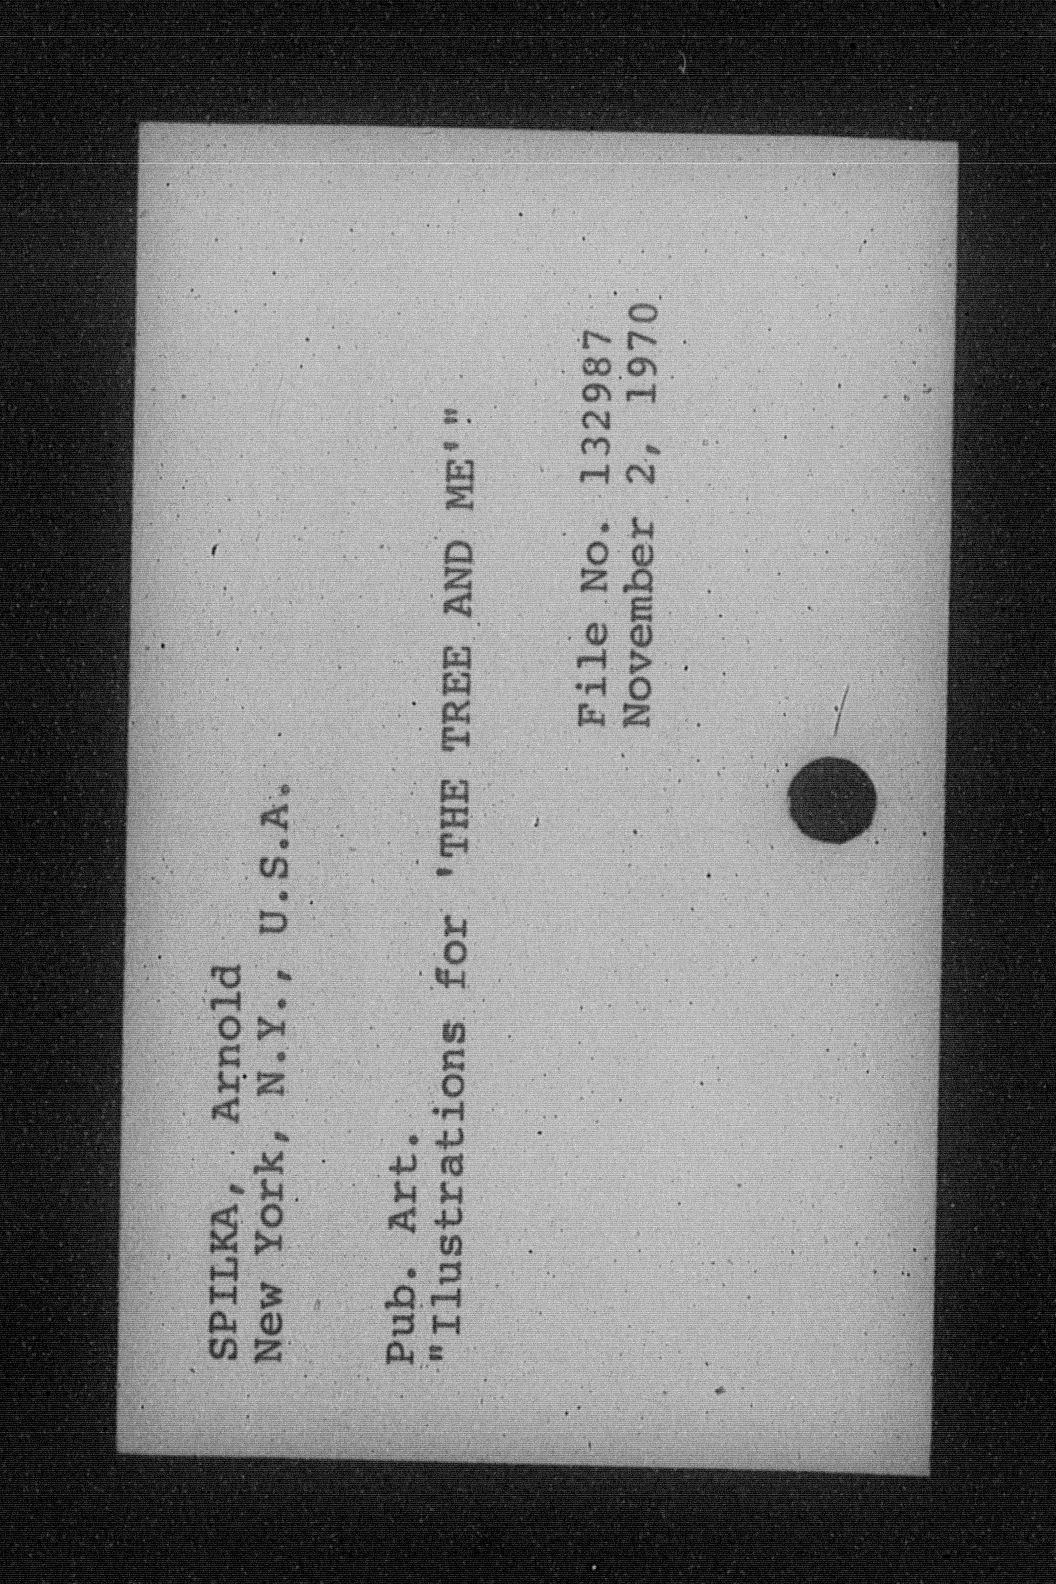 SPILKA, Arnold
New York, N.Y., U.S.A.
Pub. Art.
"Ilustrations for 'THE TREE AND ME'".
File No. 132987
November 2, 1970